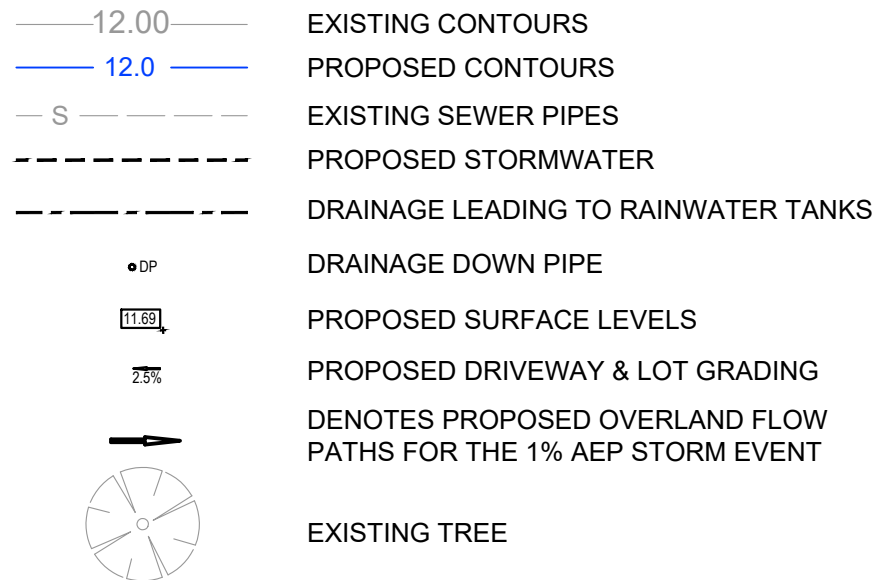 12.00 EXISTING CONTOURS
12.0 PROPOSED CONTOURS
S EXISTING SEWER PIPES
PROPOSED STORMWATER
DRAINAGE LEADING TO RAINWATER TANKS
DP DRAINAGE DOWN PIPE
11.69 PROPOSED SURFACE LEVELS
2.5% PROPOSED DRIVEWAY & LOT GRADING
DENOTES PROPOSED OVERLAND FLOW
PATHS FOR THE 1% AEP STORM EVENT
EXISTING TREE